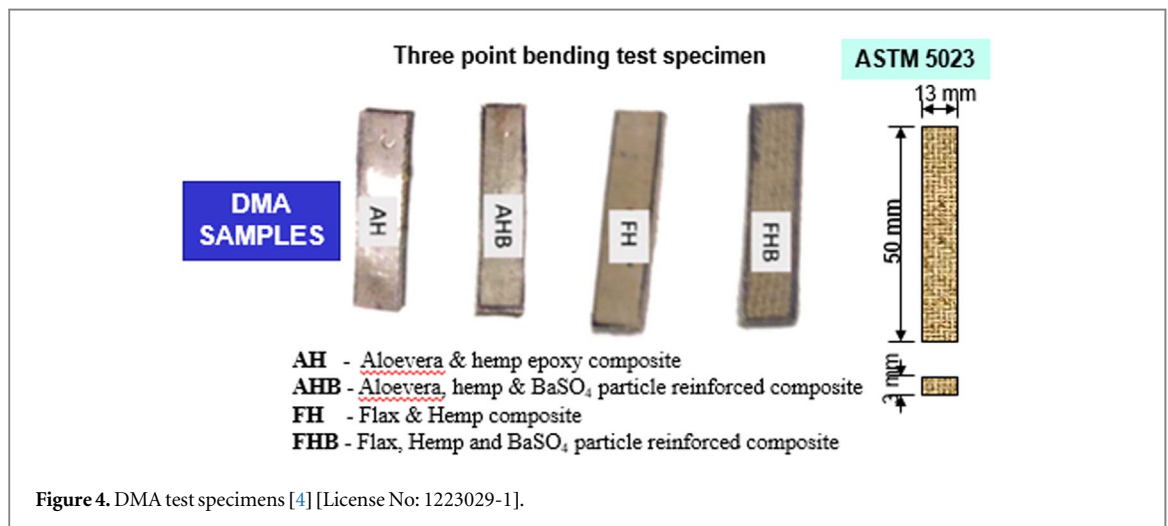 Three point bending test specimen
ASTM 5023
13 mm
DMA
SAMPLES
AH
AHB
FH
FHB
50 mm
3 mm
AH - Aloevera & hemp epoxy composite
AHB - Aloevera, hemp & BaSO₄ particle reinforced composite
FH - Flax & Hemp composite
FHB - Flax, Hemp and BaSO₄ particle reinforced composite
Figure 4. DMA test specimens [4] [License No: 1223029-1].